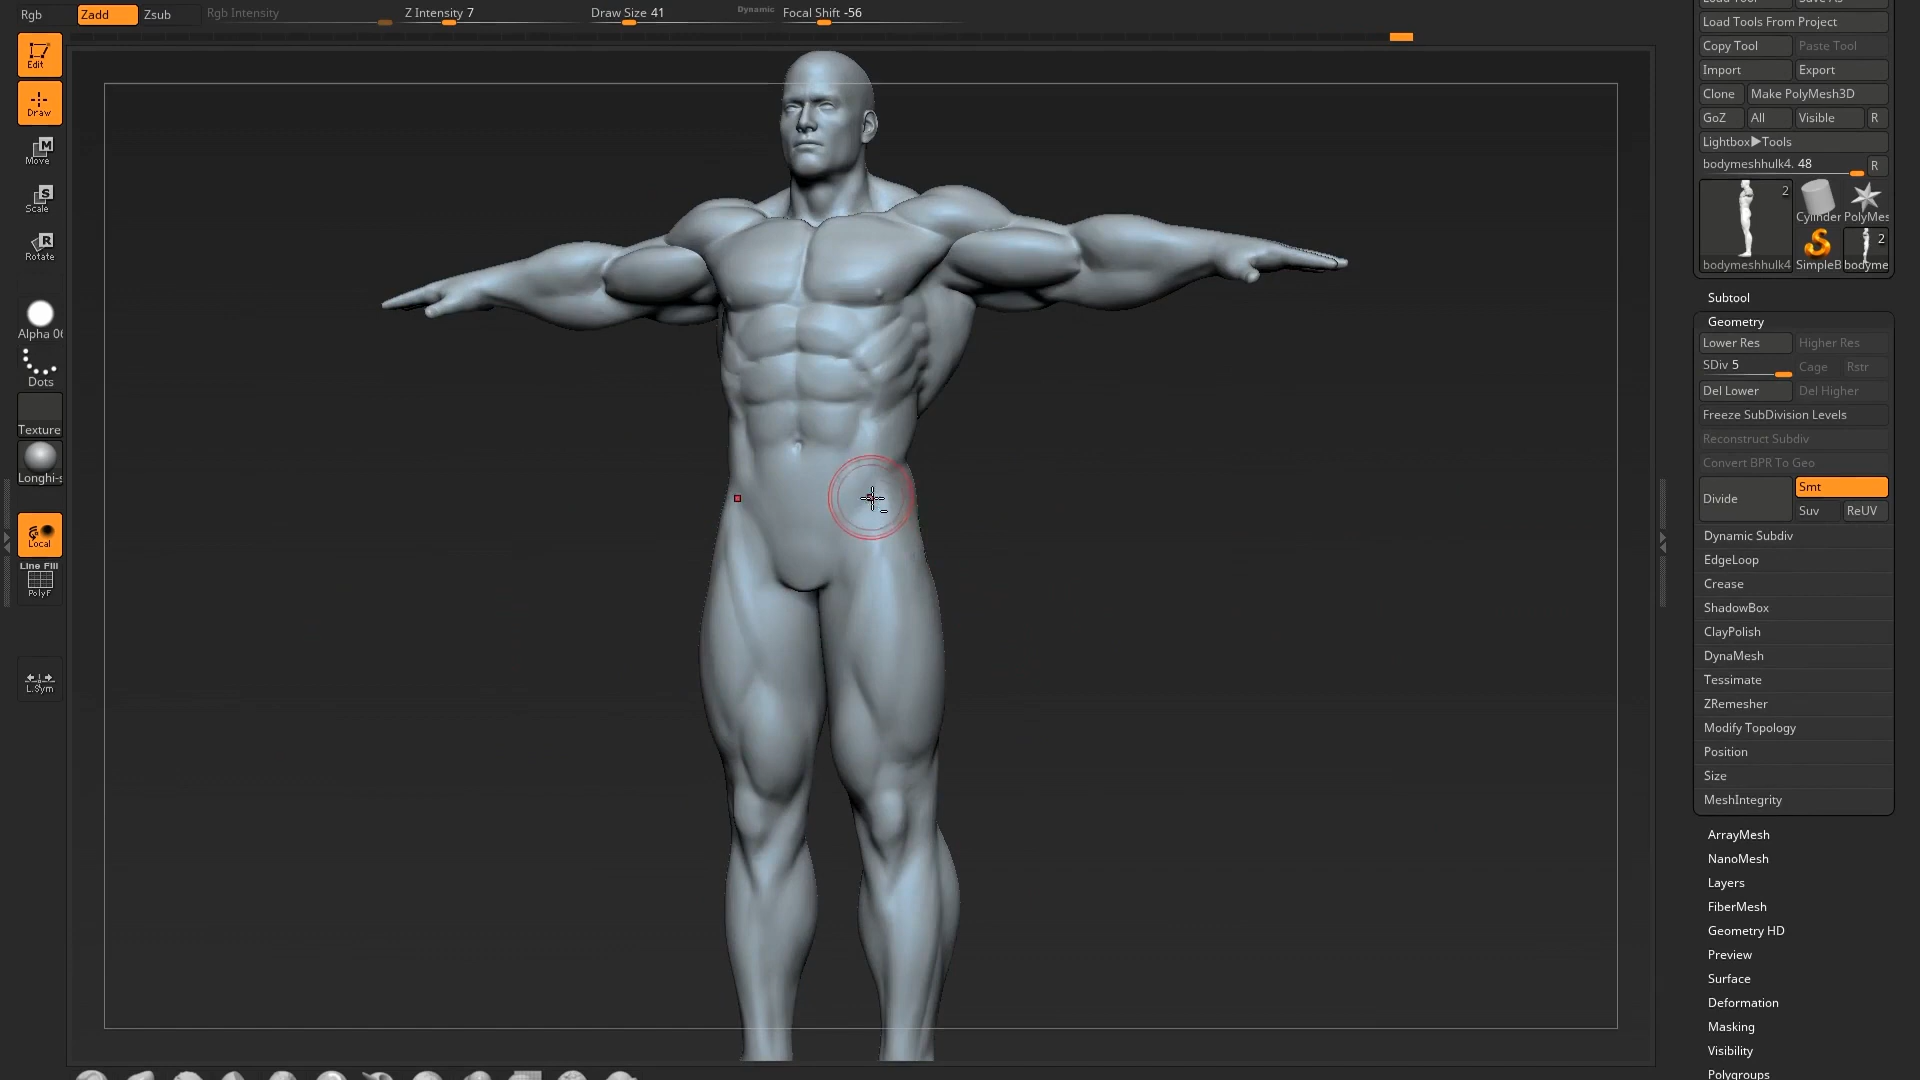 Rgb
Zadd
Zsub
Rgb Intensity
Z Intensity 7
Draw Size 41
Dynamic
Focal Shift -56
Edit
Draw
M
Move
S
Scale
R
Rotate
Alpha 06
Dots
Texture
Longhi-s
Local
Line Fill
PolyF
L.Sym
Load Tools From Project
Copy Tool
Paste Tool
Import
Export
Clone
Make PolyMesh3D
GoZ
All
Visible
R
Lightbox▶Tools
bodymeshhulk4. 48
R
2
Cylinder
PolyMes
2
bodymeshhulk4
SimpleB
bodyme
Subtool
Geometry
Lower Res
Higher Res
SDiv 5
Cage
Rstr
Del Lower
Del Higher
Freeze SubDivision Levels
Reconstruct Subdiv
Convert BPR To Geo
Divide
Smt
Suv
ReUV
Dynamic Subdiv
EdgeLoop
Crease
ShadowBox
ClayPolish
DynaMesh
Tessimate
ZRemesher
Modify Topology
Position
Size
MeshIntegrity
ArrayMesh
NanoMesh
Layers
FiberMesh
Geometry HD
Preview
Surface
Deformation
Masking
Visibility
Polygroups